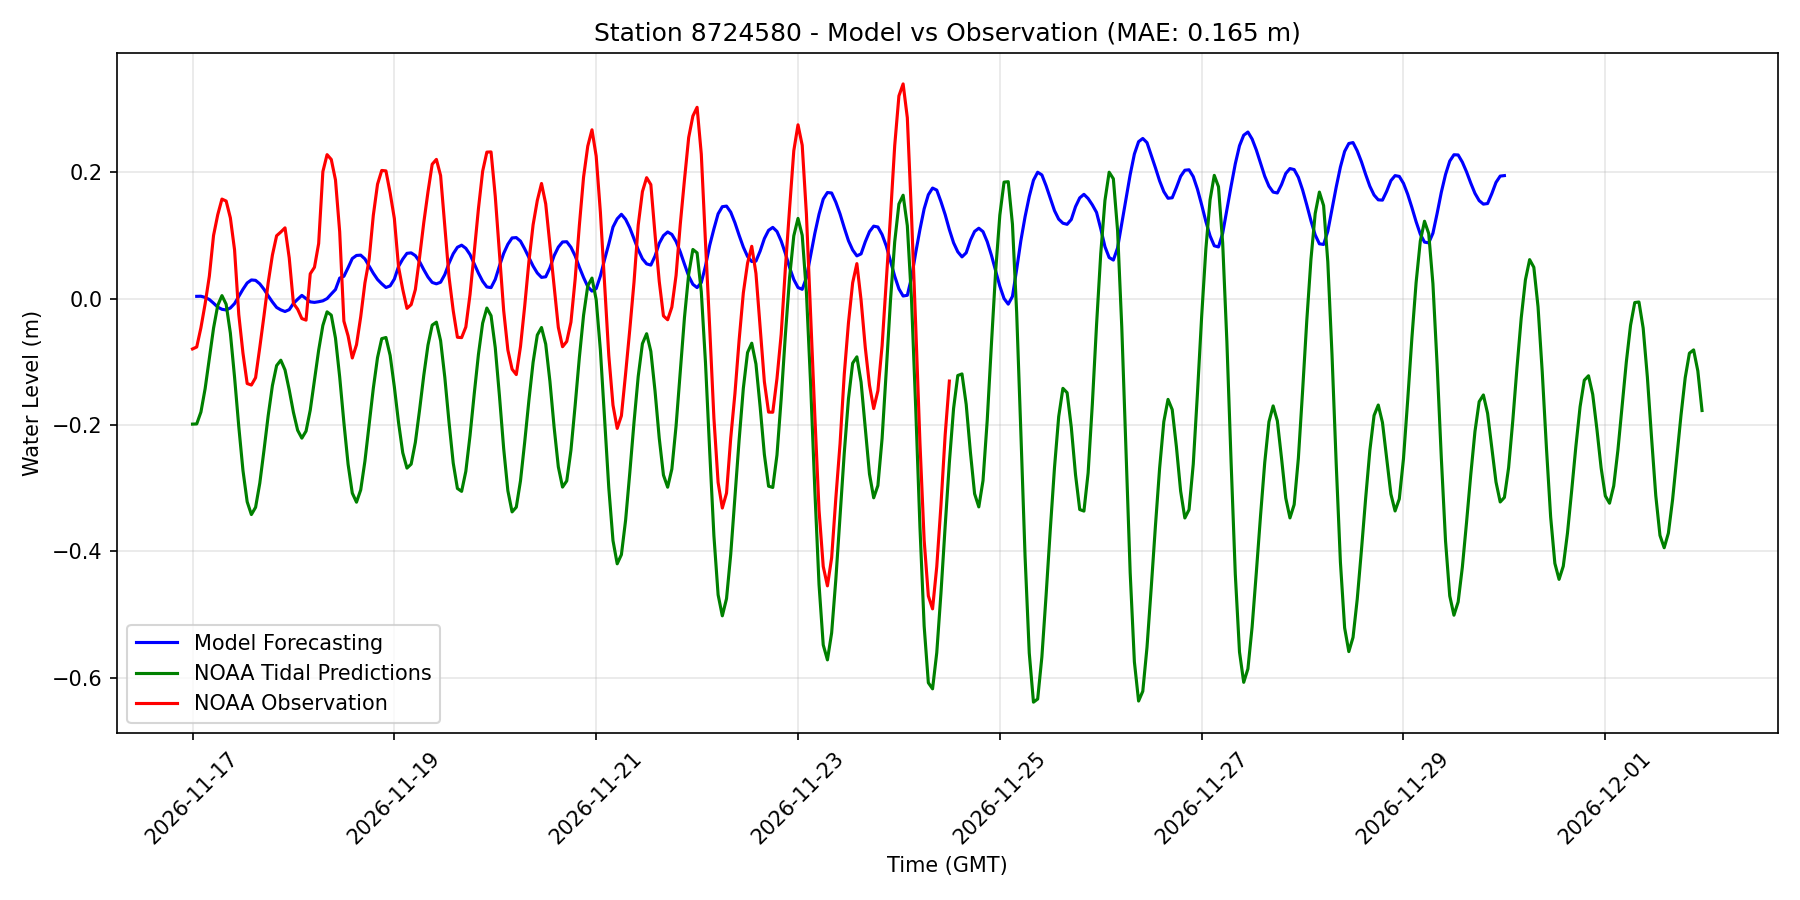 Station 8724580 - Model vs Observation (MAE: 0.165 m)
Water Level (m)
0.2
0.0
−0.2
−0.4
−0.6
Model Forecasting
NOAA Tidal Predictions
NOAA Observation
2026-11-17
2026-11-19
2026-11-21
2026-11-23
2026-11-25
2026-11-27
2026-11-29
2026-12-01
Time (GMT)